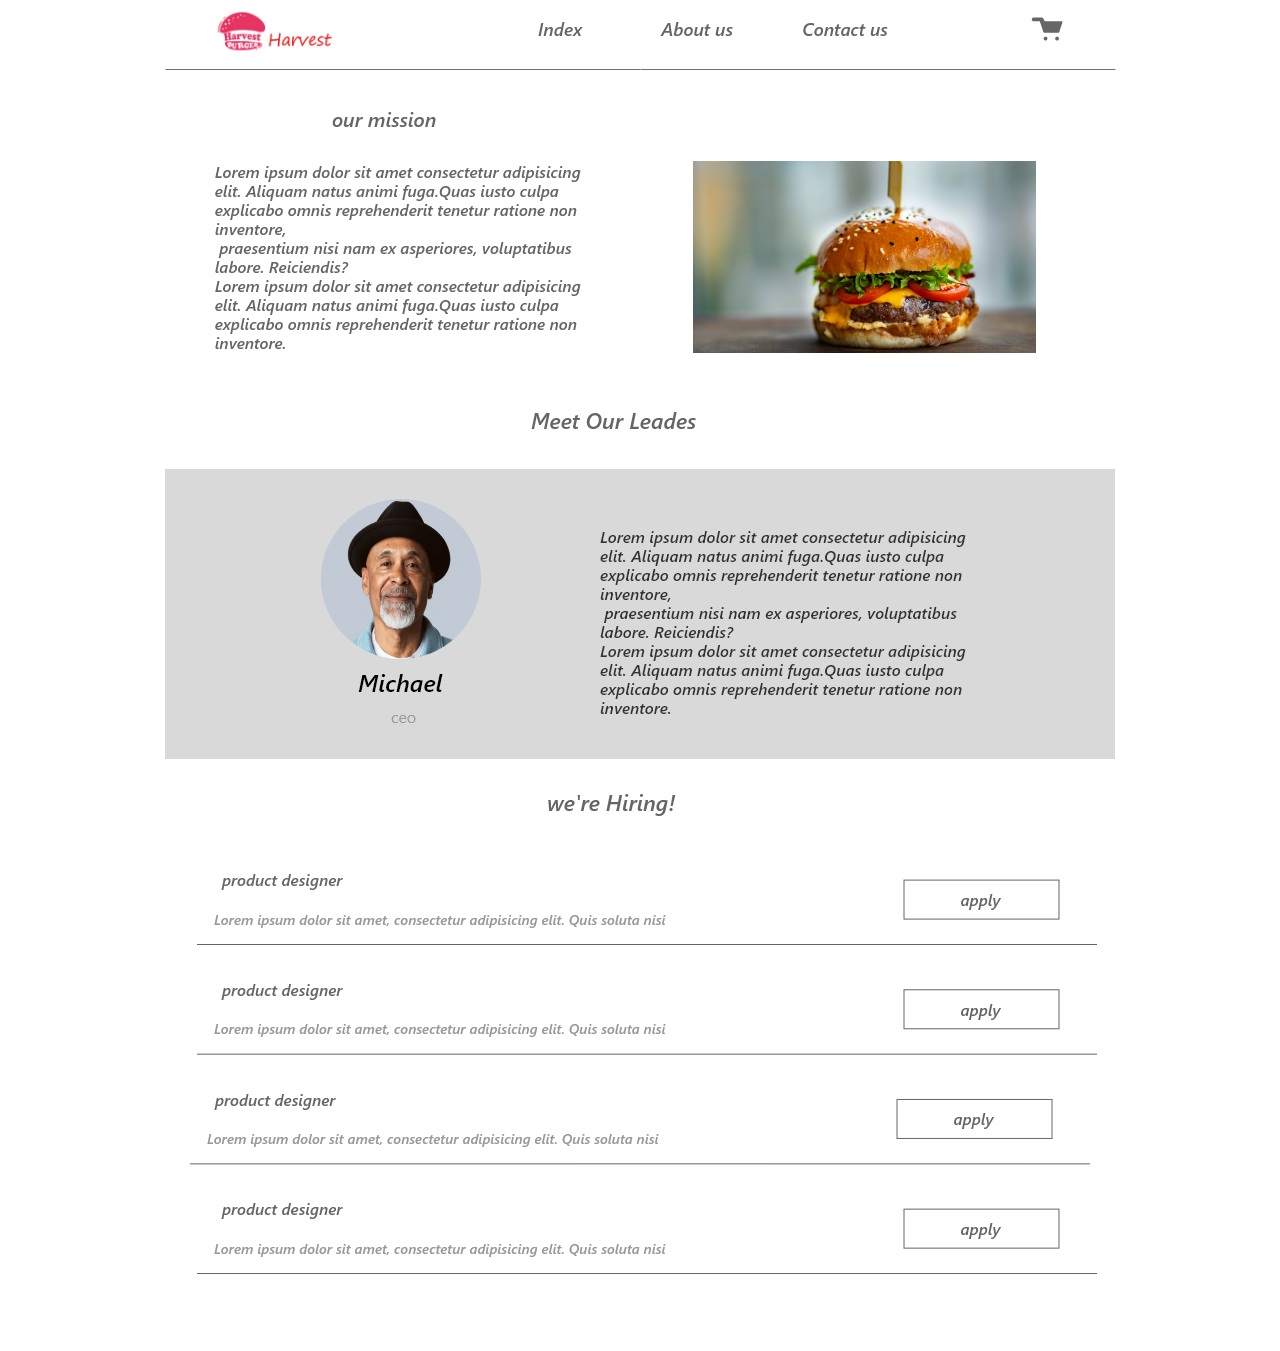 Harvest
BURGER
Harvest
Index
About us
Contact us
our mission
Lorem ipsum dolor sit amet consectetur adipisicing
elit. Aliquam natus animi fuga.Quas iusto culpa
explicabo omnis reprehenderit tenetur ratione non
inventore,
praesentium nisi nam ex asperiores, voluptatibus
labore. Reiciendis?
Lorem ipsum dolor sit amet consectetur adipisicing
elit. Aliquam natus animi fuga.Quas iusto culpa
explicabo omnis reprehenderit tenetur ratione non
inventore.
Meet Our Leades
Michael
ceo
Lorem ipsum dolor sit amet consectetur adipisicing
elit. Aliquam natus animi fuga.Quas iusto culpa
explicabo omnis reprehenderit tenetur ratione non
inventore,
praesentium nisi nam ex asperiores, voluptatibus
labore. Reiciendis?
Lorem ipsum dolor sit amet consectetur adipisicing
elit. Aliquam natus animi fuga.Quas iusto culpa
explicabo omnis reprehenderit tenetur ratione non
inventore.
we're Hiring!
product designer
Lorem ipsum dolor sit amet, consectetur adipisicing elit. Quis soluta nisi
apply
product designer
Lorem ipsum dolor sit amet, consectetur adipisicing elit. Quis soluta nisi
apply
product designer
Lorem ipsum dolor sit amet, consectetur adipisicing elit. Quis soluta nisi
apply
product designer
Lorem ipsum dolor sit amet, consectetur adipisicing elit. Quis soluta nisi
apply